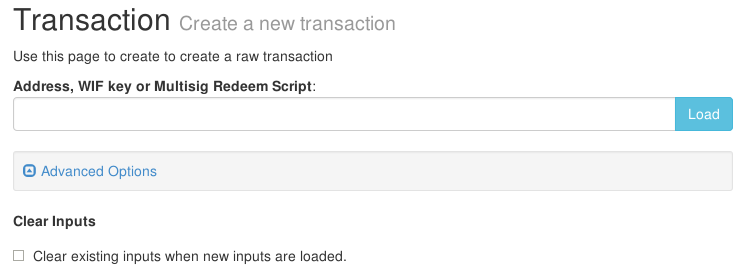 Transaction Create a new transaction
Use this page to create to create a raw transaction
Address, WIF key or Multisig Redeem Script:
Load
Advanced Options
Clear Inputs
Clear existing inputs when new inputs are loaded.